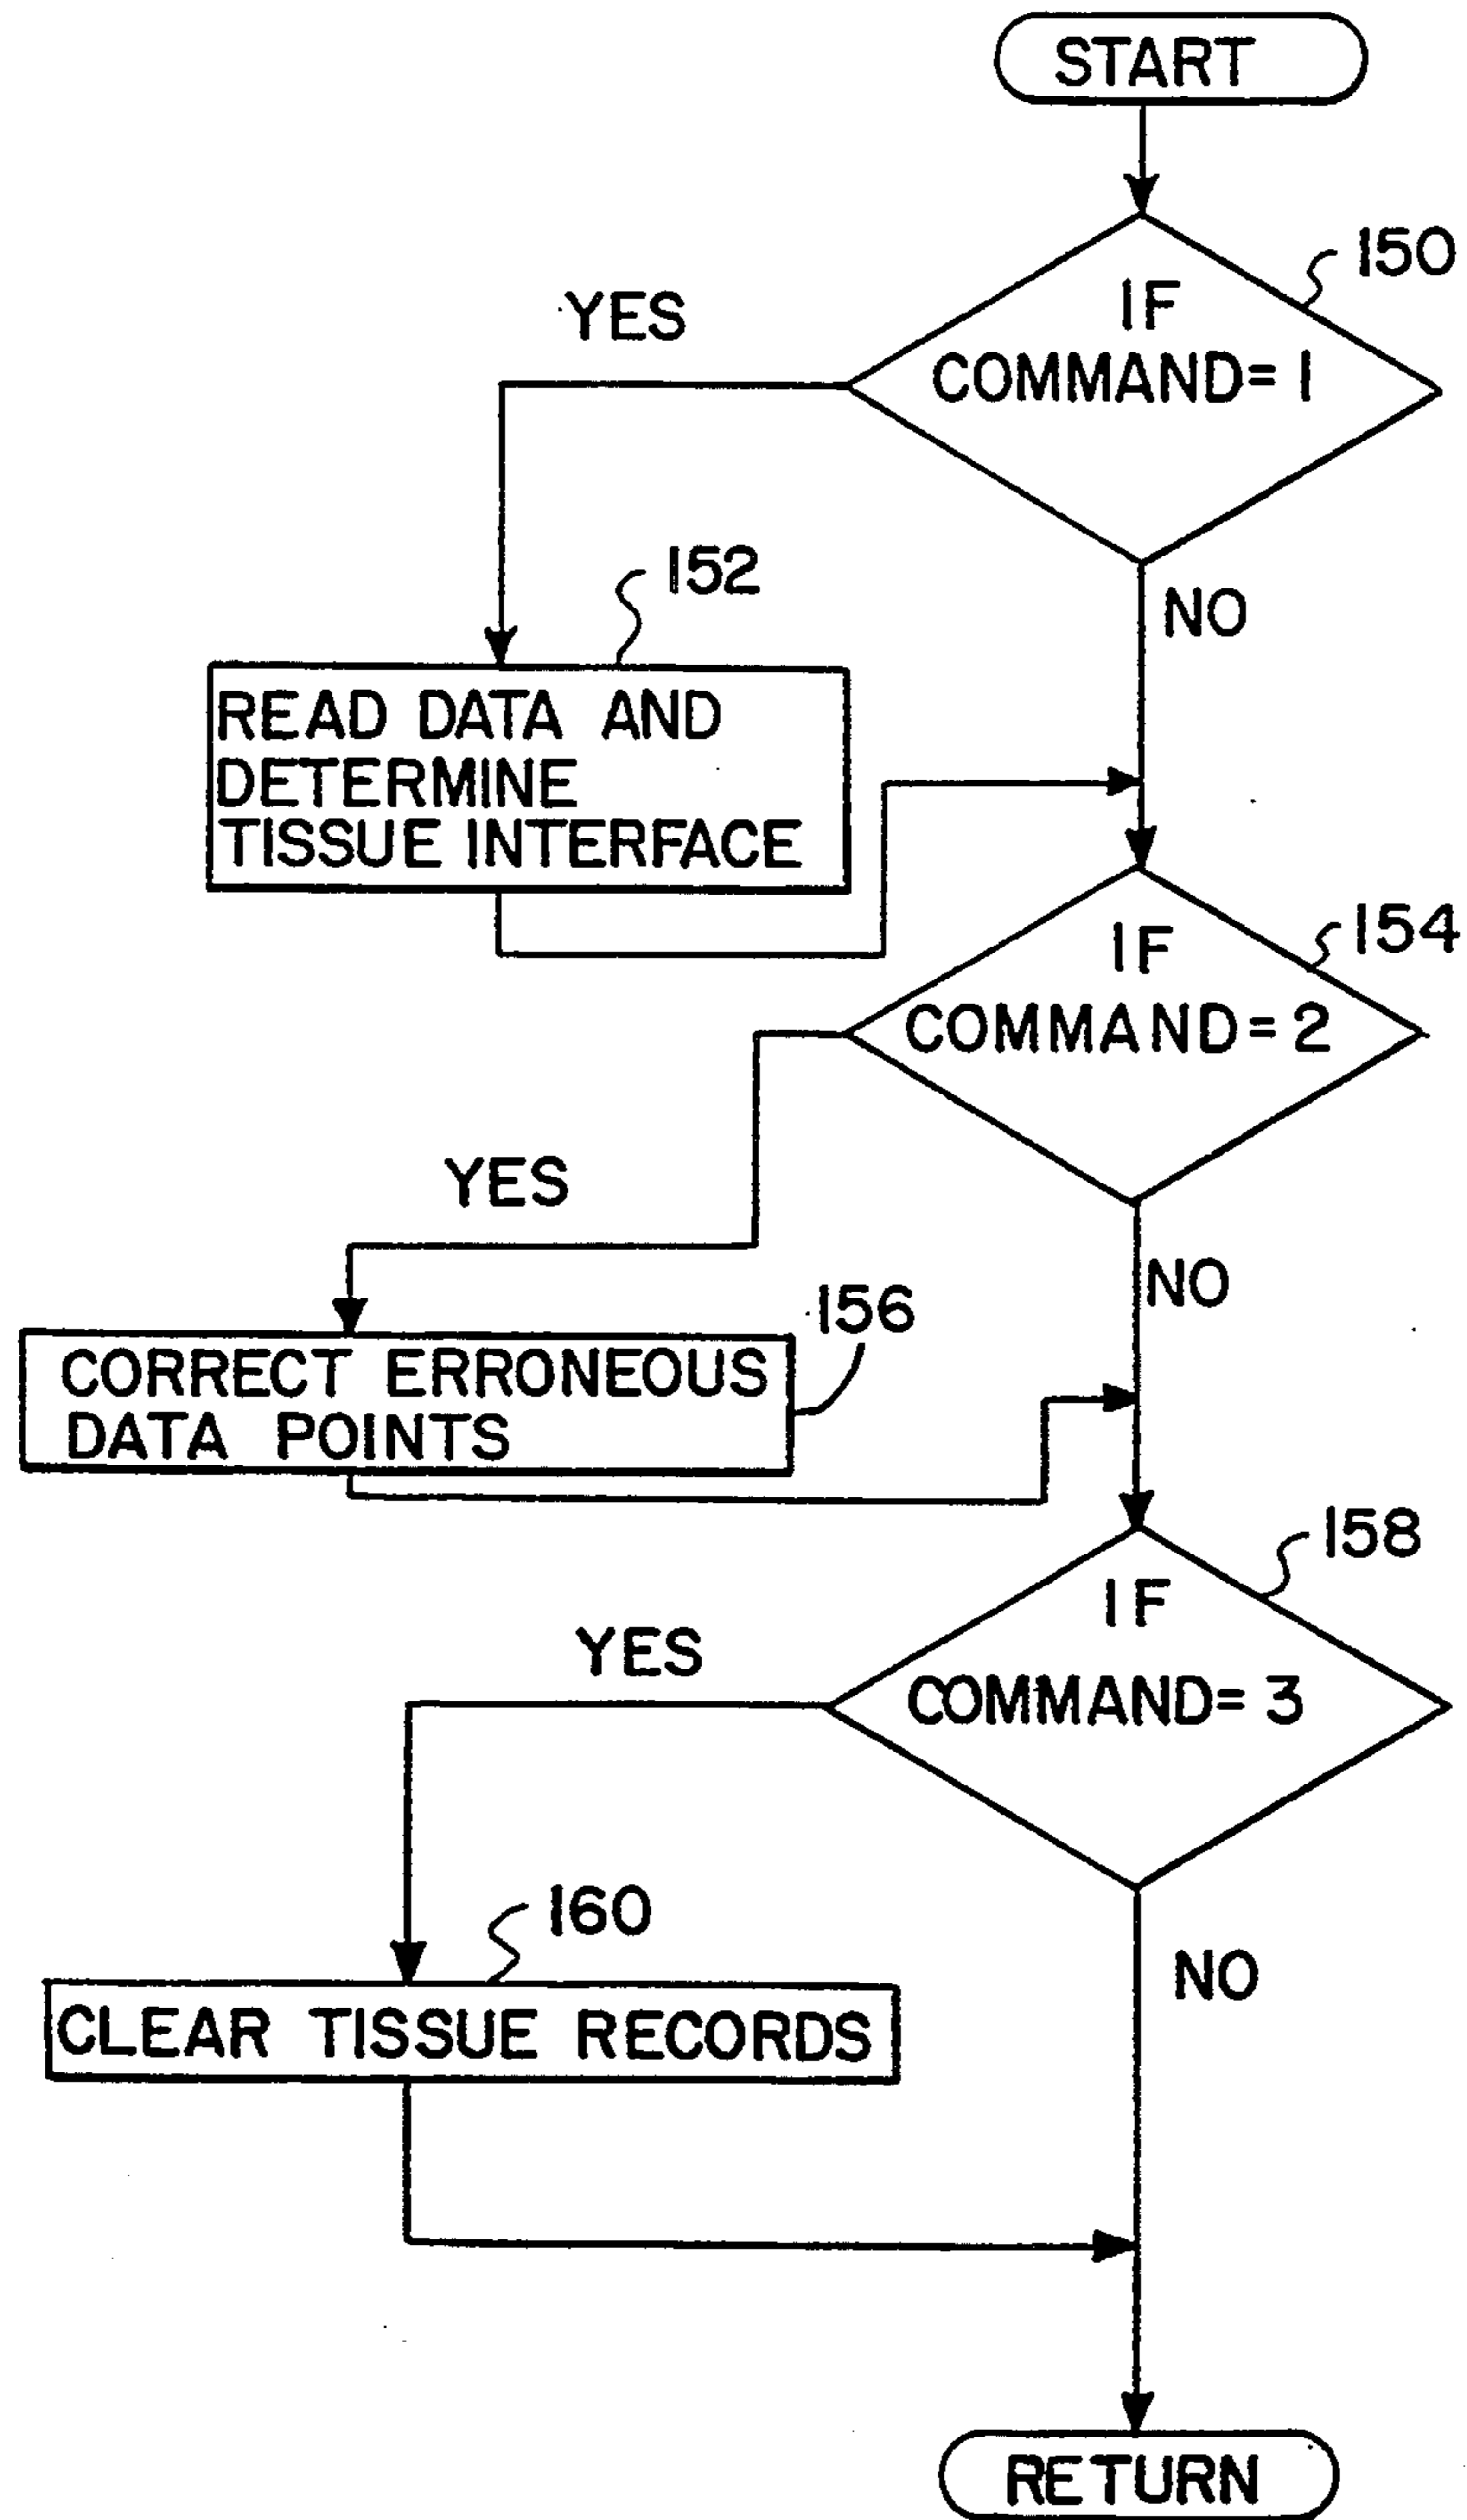 START
150
IF
COMMAND=1
YES
NO
152
READ DATA AND
DETERMINE
TISSUE INTERFACE
154
IF
COMMAND=2
YES
NO
156
CORRECT ERRONEOUS
DATA POINTS
158
IF
COMMAND=3
YES
NO
160
CLEAR TISSUE RECORDS
RETURN